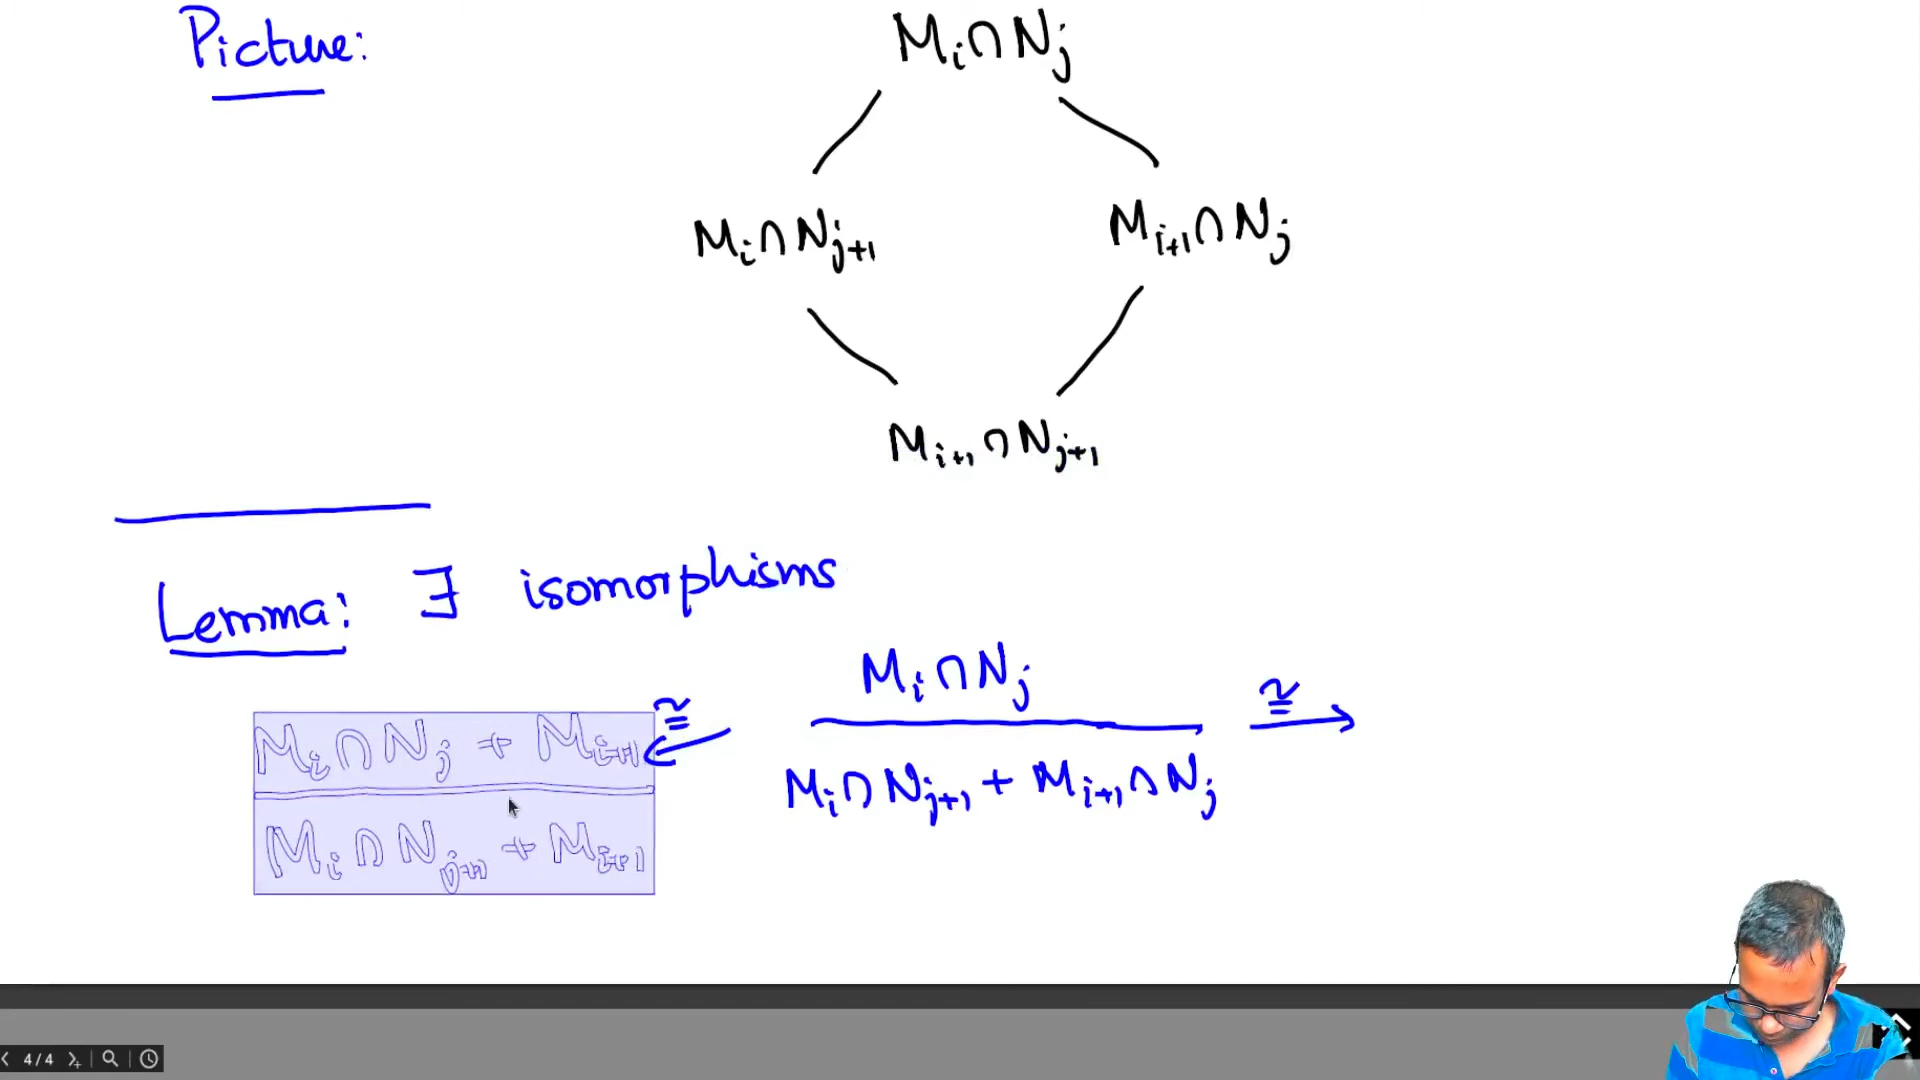 Picture:
M_i ∩ N_j
M_i ∩ N_{j+1}
M_{i+1} ∩ N_j
M_{i+1} ∩ N_{j+1}
Lemma: ∃ isomorphisms
M_i ∩ N_j + M_{i+1}
M_i ∩ N_{j+1} + M_{i+1}
≅
M_i ∩ N_j
M_i ∩ N_{j+1} + M_{i+1} ∩ N_j
≅
4/4